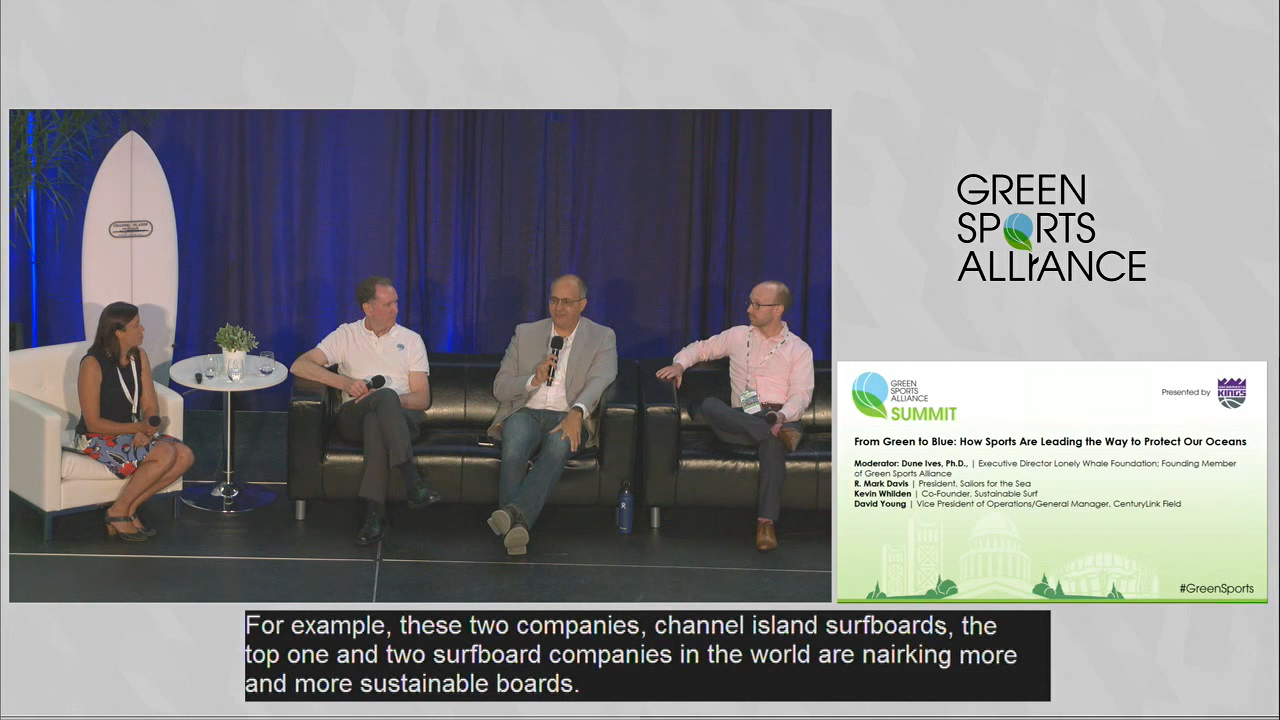 GREEN
SPORTS
ALLIANCE
GREEN
SPORTS
ALLIANCE
SUMMIT
Presented by
SACRAMENTO
KINGS
From Green to Blue: How Sports Are Leading the Way to Protect Our Oceans
Moderator: Dune Ives, Ph.D., | Executive Director Lonely Whale Foundation; Founding Member
of Green Sports Alliance
R. Mark Davis | President, Sailors for the Sea
Kevin Whilden | Co-Founder, Sustainable Surf
David Young | Vice President of Operations/General Manager, CenturyLink Field
#GreenSports
For example, these two companies, channel island surfboards, the
top one and two surfboard companies in the world are nairking more
and more sustainable boards.